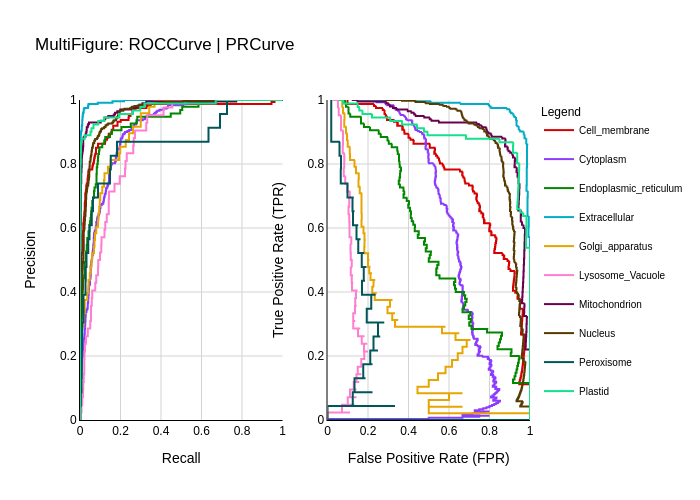 MultiFigure: ROCCurve | PRCurve
Precision
1
0.8
0.6
0.4
0.2
0
0 0.2 0.4 0.6 0.8 1
Recall
True Positive Rate (TPR)
1
0.8
0.6
0.4
0.2
0
0 0.2 0.4 0.6 0.8 1
False Positive Rate (FPR)
Legend
Cell_membrane
Cytoplasm
Endoplasmic_reticulum
Extracellular
Golgi_apparatus
Lysosome_Vacuole
Mitochondrion
Nucleus
Peroxisome
Plastid